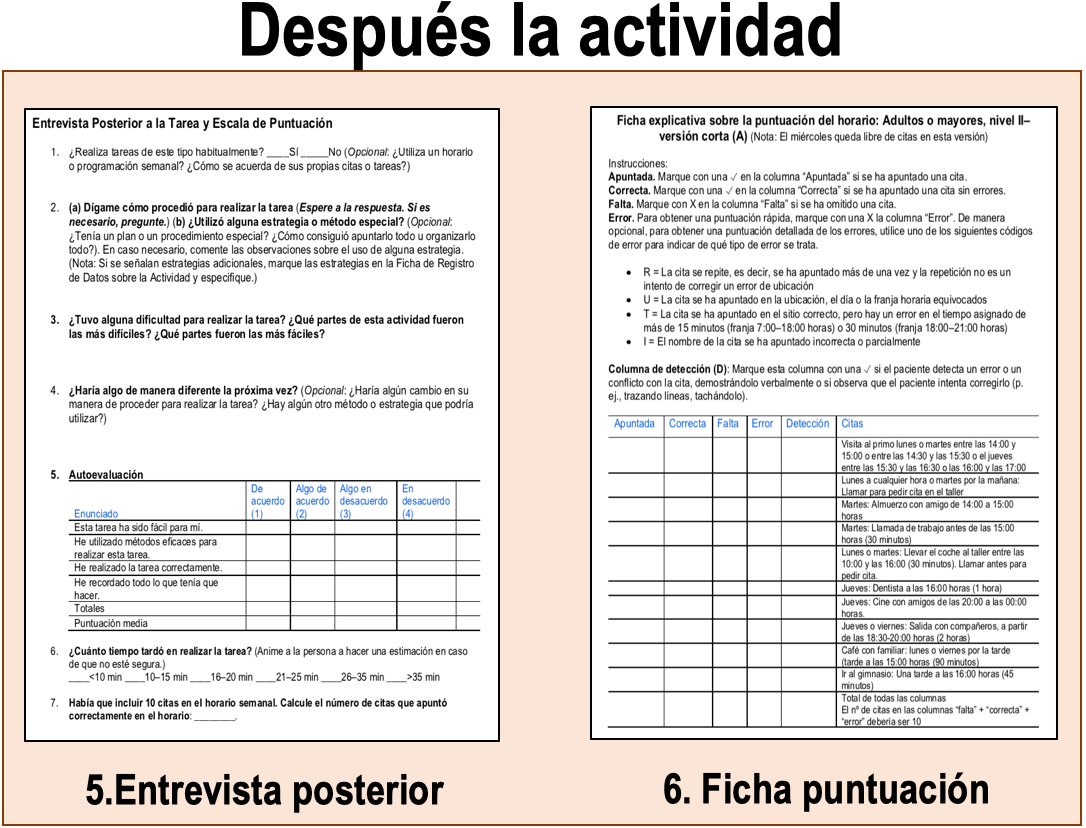 Después la actividad
Entrevista Posterior a la Tarea y Escala de Puntuación
1. ¿Realiza tareas de este tipo habitualmente? ____Sí _____No (Opcional: ¿Utiliza un horario
o programación semanal? ¿Cómo se acuerda de sus propias citas o tareas?)
2. (a) Dígame cómo procedió para realizar la tarea (Espere a la respuesta. Si es
necesario, pregunte.) (b) ¿Utilizó alguna estrategia o método especial? (Opcional:
¿Tenía un plan o un procedimiento especial? ¿Cómo consiguió apuntarlo todo u organizarlo
todo?). En caso necesario, comente las observaciones sobre el uso de alguna estrategia.
(Nota: Si se señalan estrategias adicionales, marque las estrategias en la Ficha de Registro
de Datos sobre la Actividad y especifique.)
3. ¿Tuvo alguna dificultad para realizar la tarea? ¿Qué partes de esta actividad fueron
las más difíciles? ¿Qué partes fueron las más fáciles?
4. ¿Haría algo de manera diferente la próxima vez? (Opcional: ¿Haría algún cambio en su
manera de proceder para realizar la tarea? ¿Hay algún otro método o estrategia que podría
utilizar?)
5. Autoevaluación
Enunciado
De
acuerdo
(1)
Algo de
acuerdo
(2)
Algo en
desacuerdo
(3)
En
desacuerdo
(4)
Esta tarea ha sido fácil para mí.
He utilizado métodos eficaces para
realizar esta tarea.
He realizado la tarea correctamente.
He recordado todo lo que tenía que
hacer.
Totales
Puntuación media
6. ¿Cuánto tiempo tardó en realizar la tarea? (Anime a la persona a hacer una estimación en caso
de que no esté segura.)
____<10 min ____10–15 min ____16–20 min ____21–25 min ____26–35 min ____>35 min
7. Había que incluir 10 citas en el horario semanal. Calcule el número de citas que apuntó
correctamente en el horario: ________.
5.Entrevista posterior
Ficha explicativa sobre la puntuación del horario: Adultos o mayores, nivel II–
versión corta (A) (Nota: El miércoles queda libre de citas en esta versión)
Instrucciones:
Apuntada. Marque con una ✓ en la columna “Apuntada” si se apuntado una cita.
Correcta. Marque con una ✓ en la columna “Correcta” si se ha apuntado una cita sin errores.
Falta. Marque con X en la columna “Falta” si se ha omitido una cita.
Error. Para obtener una puntuación rápida, marque con una X la columna “Error”. De manera
opcional, para obtener una puntuación detallada de los errores, utilice uno de los siguientes códigos
de error para indicar de qué tipo de error se trata.
• R = La cita se repite, es decir, se ha apuntado más de una vez y la repetición no es un
intento de corregir un error de ubicación
• U = La cita se ha apuntado en la ubicación, el día o la franja horaria equivocados
• T = La cita se ha apuntado en el sitio correcto, pero hay un error en el tiempo asignado de
más de 15 minutos (franja 7:00–18:00 horas) o 30 minutos (franja 18:00–21:00 horas)
• I = El nombre de la cita se ha apuntado incorrecta o parcialmente
Columna de detección (D): Marque esta columna con una ✓ si el paciente detecta un error o un
conflicto con la cita, demostrándolo verbalmente o si observa que el paciente intenta corregirlo (p.
ej., trazando líneas, tachándolo).
Apuntada Correcta Falta Error Detección Citas
Visita al primo lunes o martes entre las 14:00 y
15:00 o entre las 14:30 y las 15:30 o el jueves
entre las 15:30 y las 16:30 o las 16:00 y las 17:00
Lunes a cualquier hora o martes por la mañana:
Llamar para pedir cita en el taller
Martes: Almuerzo con amigo de 14:00 a 15:00
horas
Martes: Llamada de trabajo antes de las 15:00
horas (30 minutos)
Lunes o martes: Llevar el coche al taller entre las
10:00 y las 16:00 (30 minutos). Llamar antes para
pedir cita.
Jueves: Dentista a las 16:00 horas (1 hora)
Jueves: Cine con amigos de las 20:00 a las 00:00
horas.
Jueves o viernes: Salida con compañeros, a partir
de las 18:30-20:00 horas (2 horas)
Café con familiar: lunes o viernes por la tarde
(tarde a las 15:00 horas (90 minutos)
Ir al gimnasio: Una tarde a las 16:00 horas (45
minutos)
Total de todas las columnas
El nº de citas en las columnas “falta” + “correcta” +
“error” debería ser 10
6. Ficha puntuación